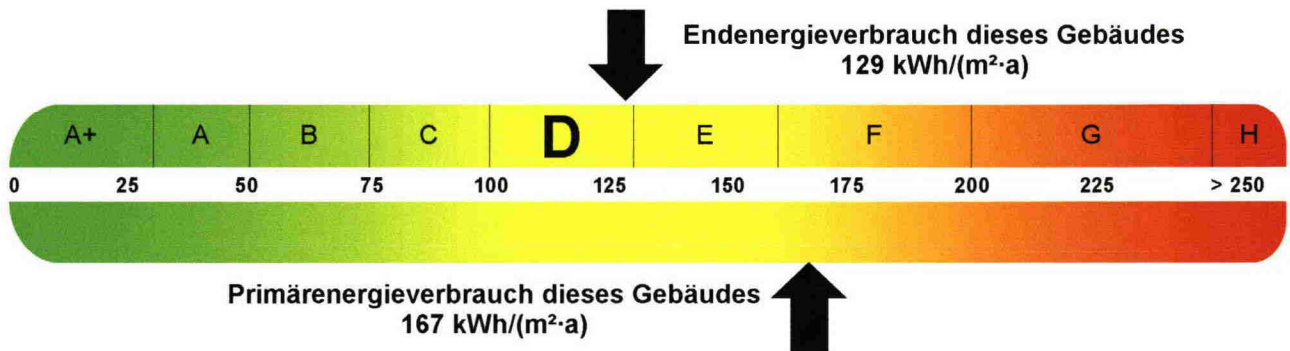 Endenergieverbrauch dieses Gebäudes
129 kWh/(m²·a)
A+ A B C D E F G H
0 25 50 75 100 125 150 175 200 225 > 250
Primärenergieverbrauch dieses Gebäudes
167 kWh/(m²·a)